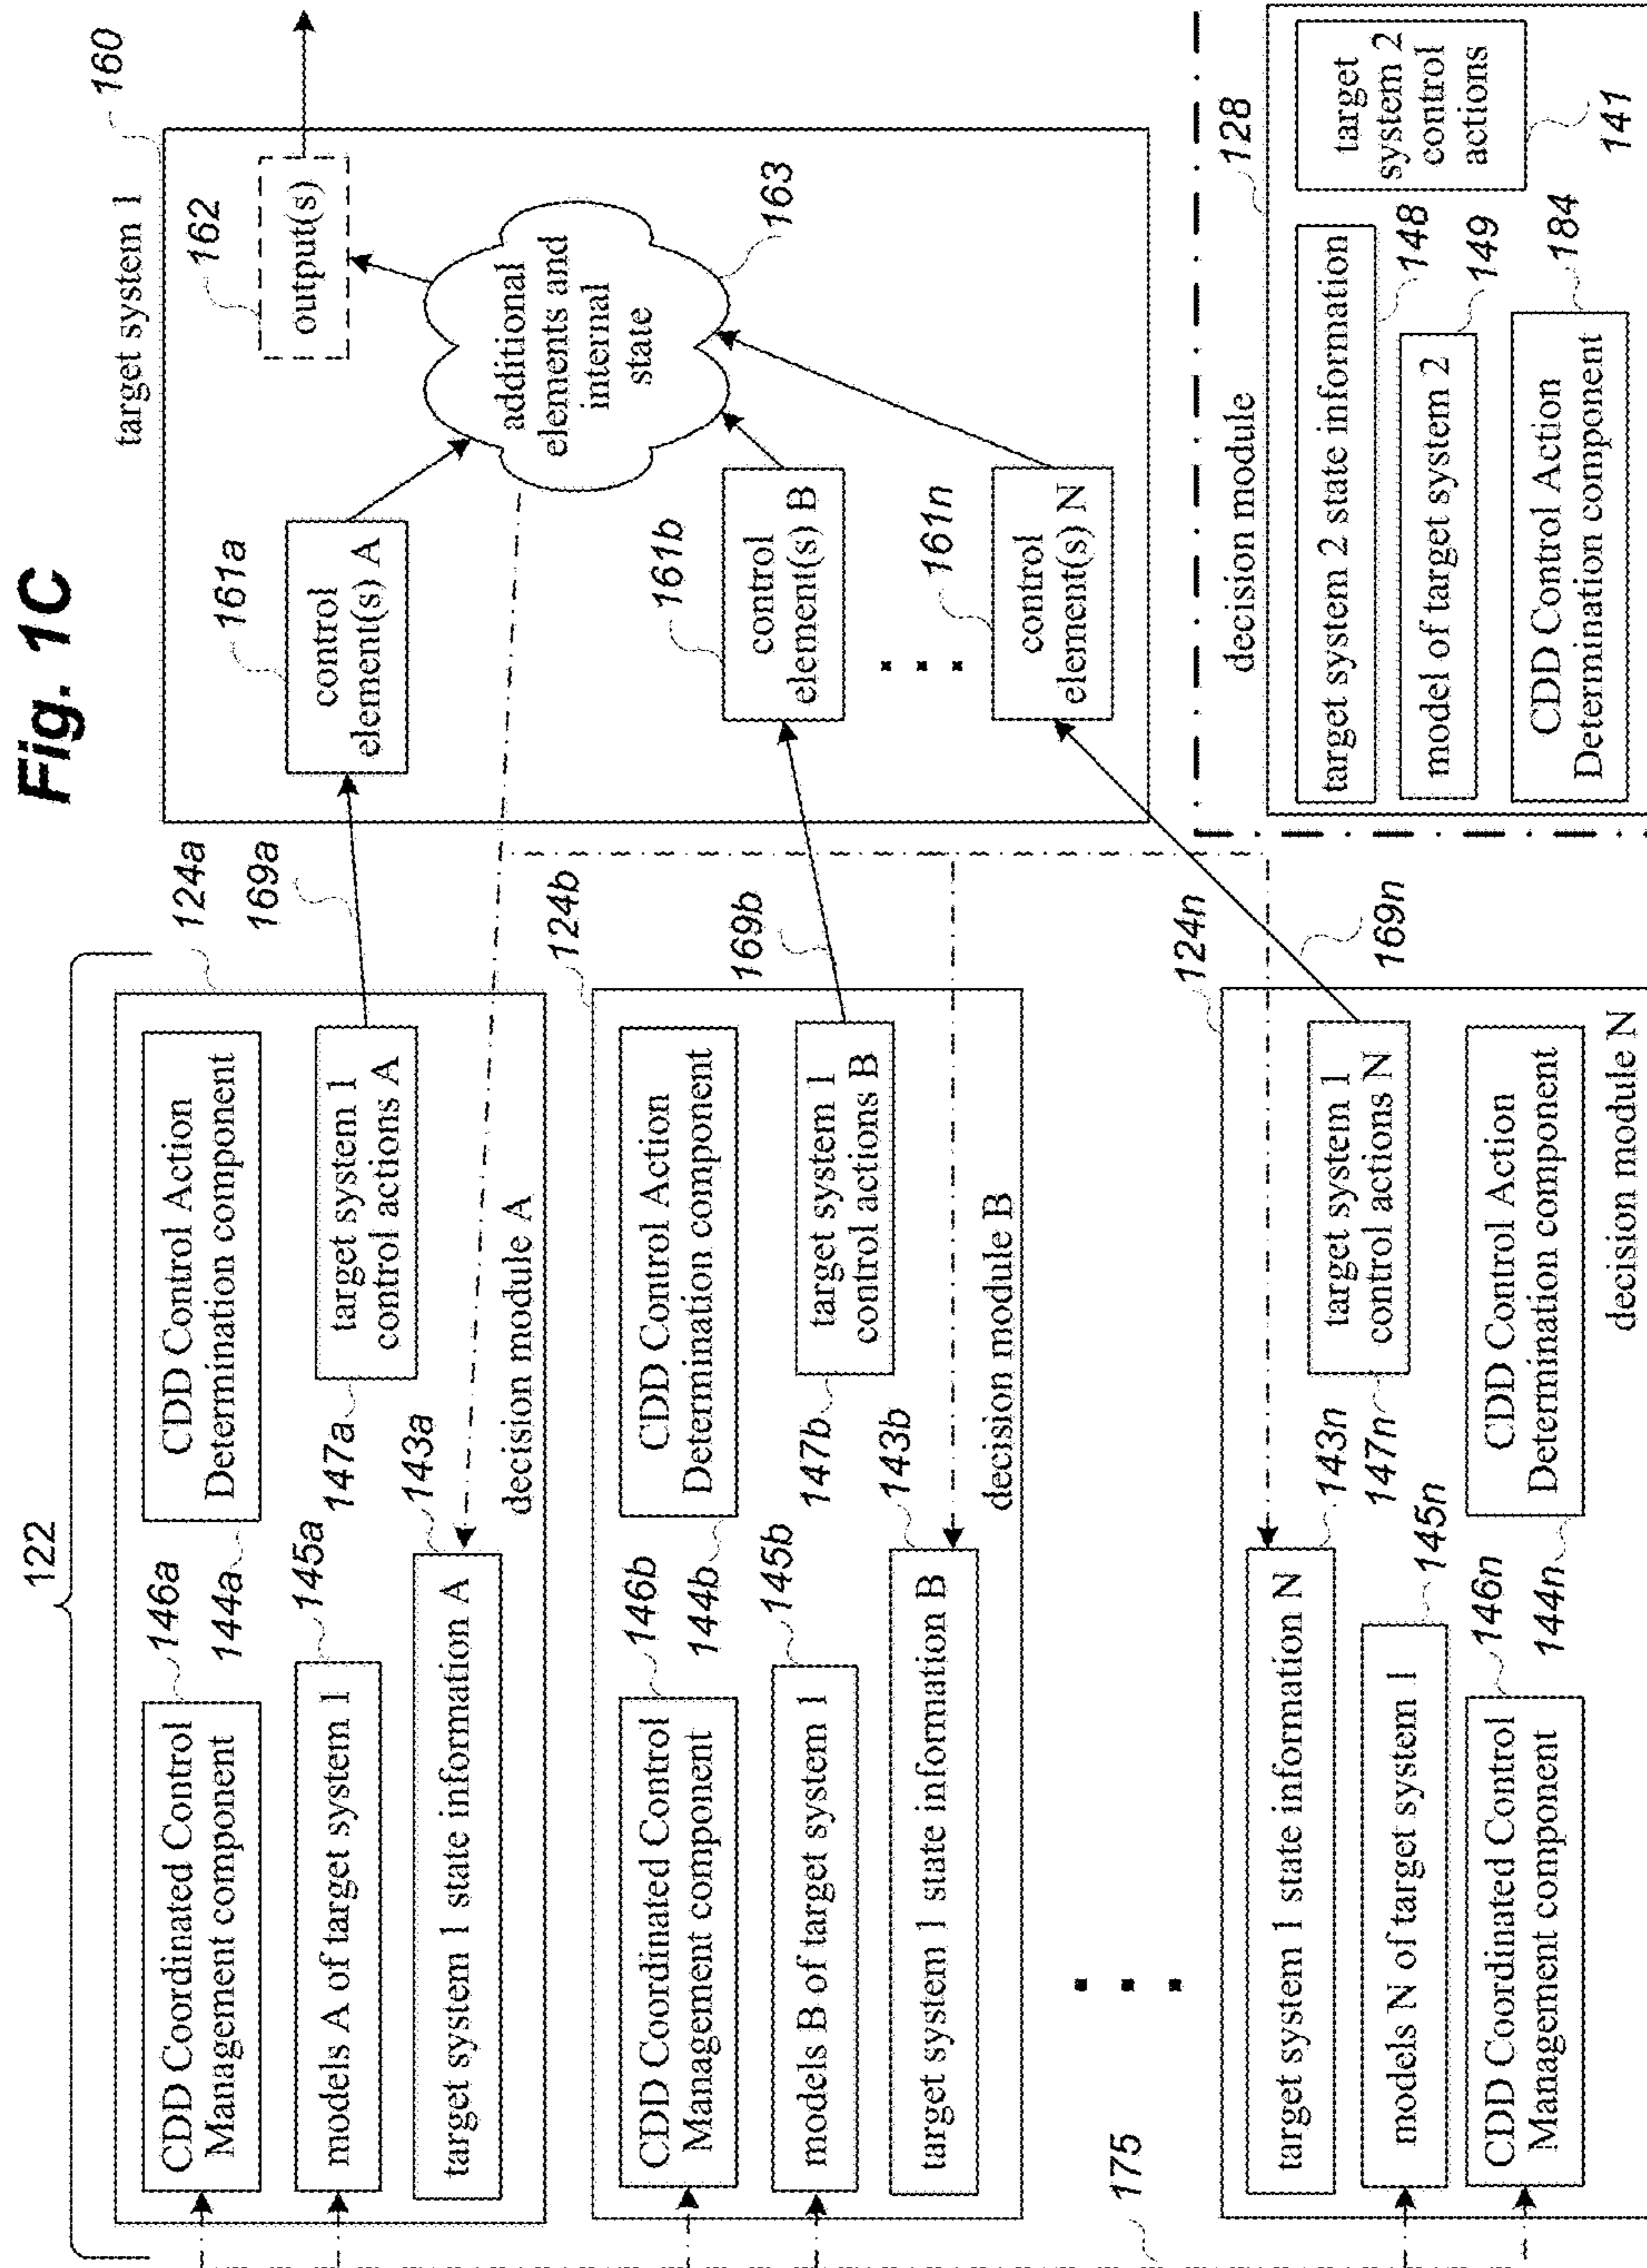 Fig. 1C
122
124a
CDD Coordinated Control
Management component
146a
CDD Control Action
Determination component
144a
models A of target system 1
145a
target system 1
control actions A
147a
169a
target system 1 state information A
143a
decision module A
124b
CDD Coordinated Control
Management component
146b
CDD Control Action
Determination component
144b
models B of target system 1
145b
target system 1
control actions B
147b
169b
target system 1 state information B
143b
decision module B
175
124n
target system 1 state information N
143n
target system 1
control actions N
147n
169n
models N of target system 1
145n
CDD Coordinated Control
Management component
146n
CDD Control Action
Determination component
144n
decision module N
target system 1
160
control
element(s) A
161a
output(s)
162
additional
elements and
internal
state
163
control
element(s) B
161b
control
element(s) N
161n
decision module
128
target system 2 state information
148
target
system 2
control
actions
141
model of target system 2
149
CDD Control Action
Determination component
184